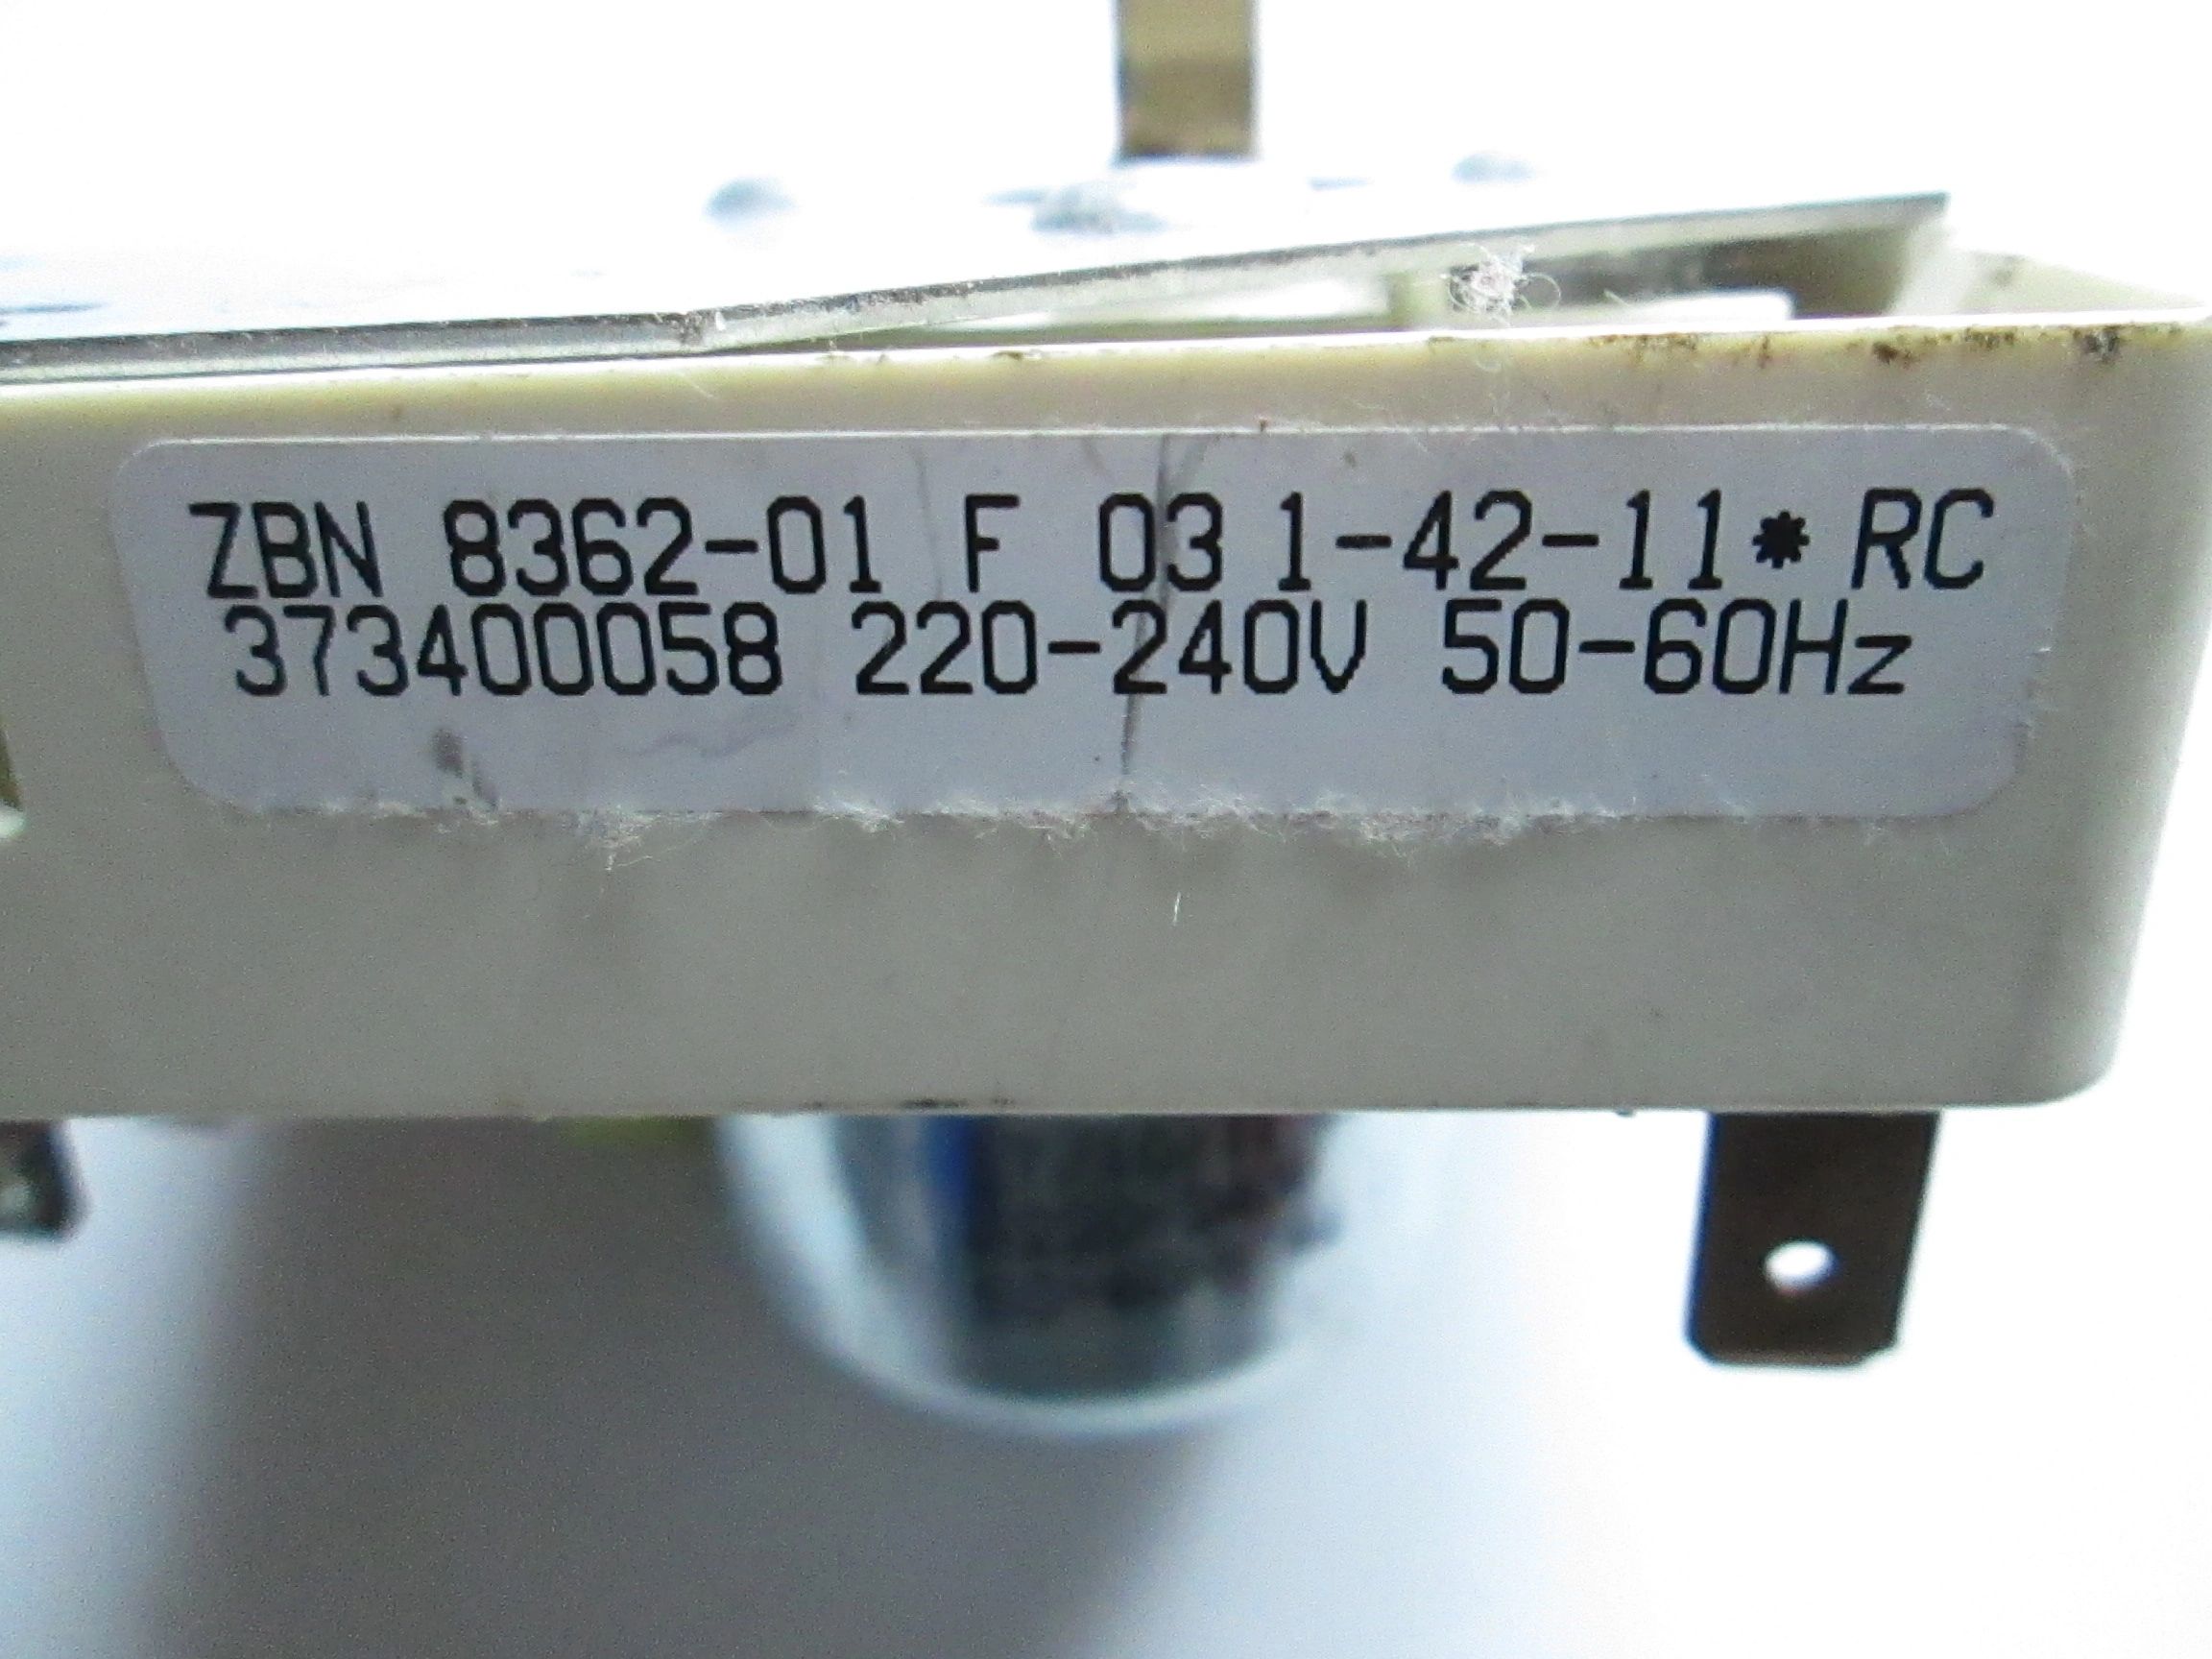 ZBN 8362-01 F 03 1-42-11* RC
373400058 220-240V 50-60Hz